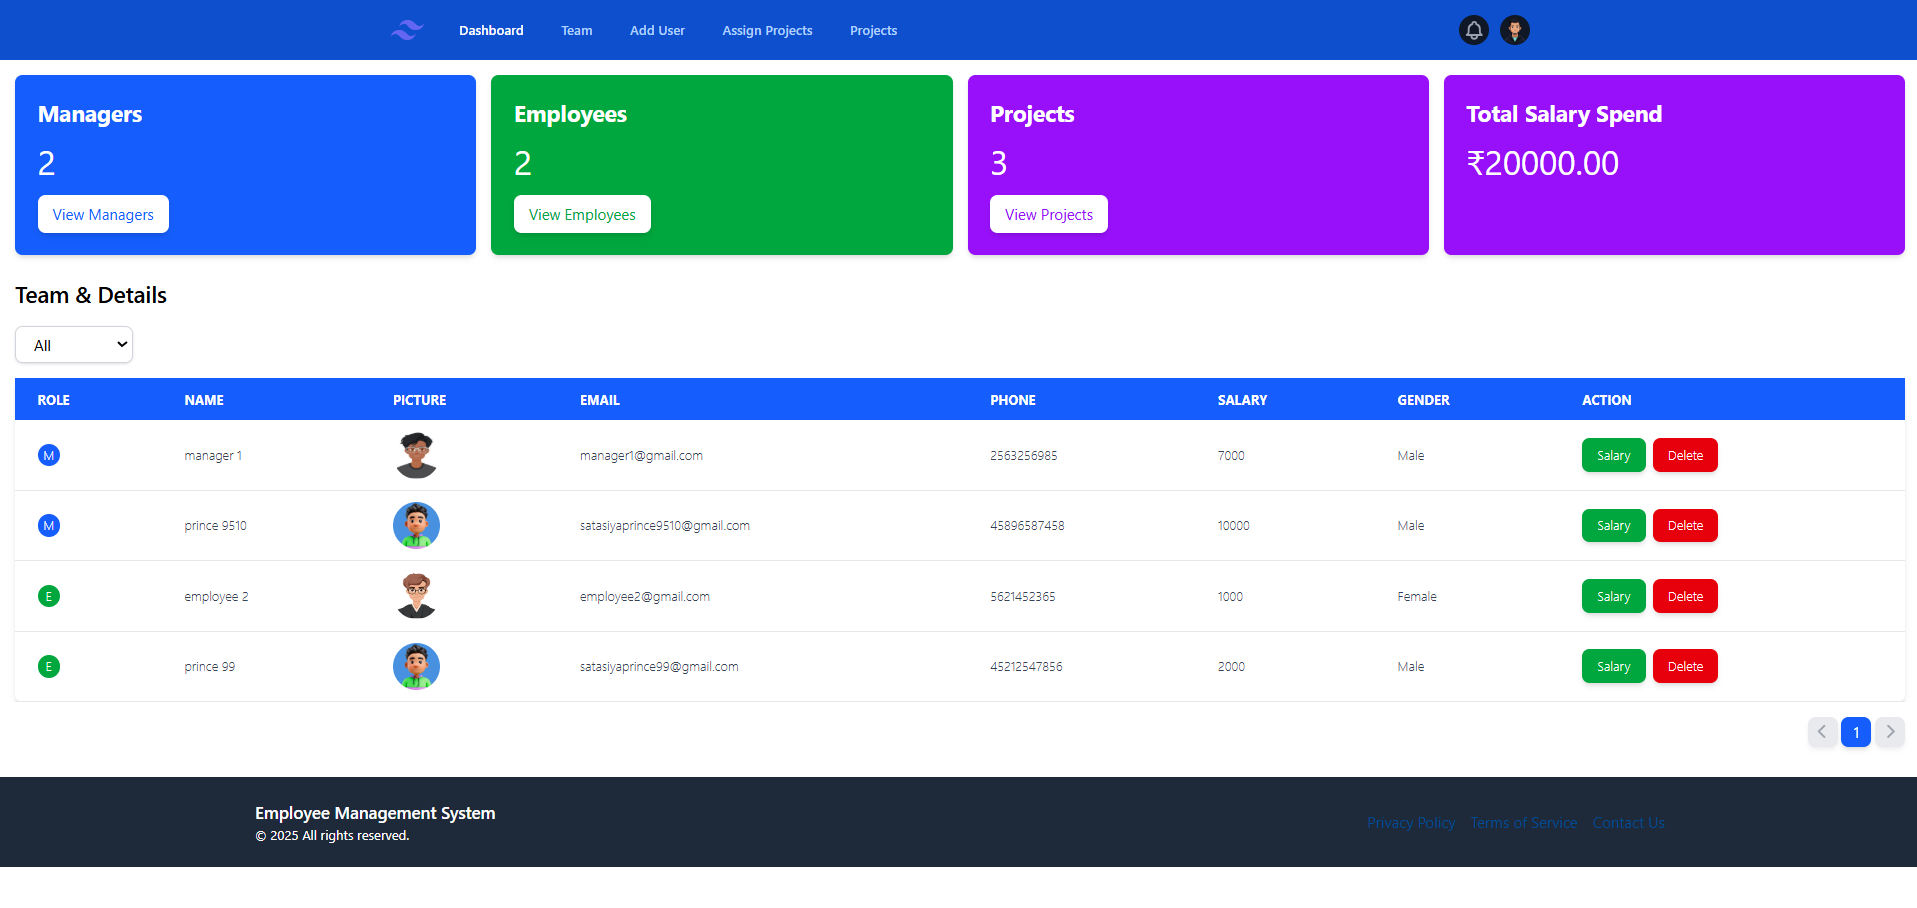 Dashboard Team Add User Assign Projects Projects
Managers
2
View Managers
Employees
2
View Employees
Projects
3
View Projects
Total Salary Spend
₹20000.00
Team & Details
All
ROLE NAME PICTURE EMAIL PHONE SALARY GENDER ACTION
M manager 1 manager1@gmail.com 2563256985 7000 Male Salary Delete
M prince 9510 satasiyaprince9510@gmail.com 45896587458 10000 Male Salary Delete
E employee 2 employee2@gmail.com 5621452365 1000 Female Salary Delete
E prince 99 satasiyaprince99@gmail.com 45212547856 2000 Male Salary Delete
1
Employee Management System
© 2025 All rights reserved.
Privacy Policy Terms of Service Contact Us